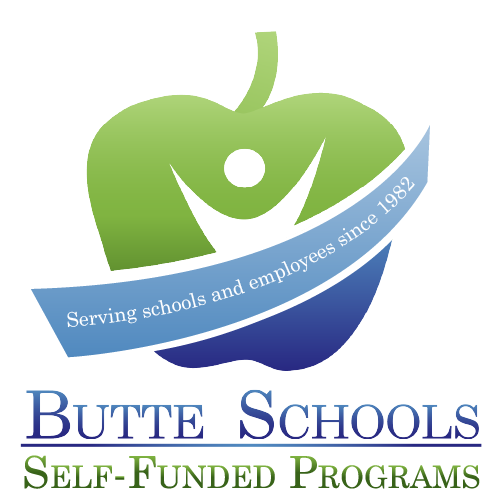 Serving schools and employees since 1982
BUTTE SCHOOLS
SELF-FUNDED PROGRAMS